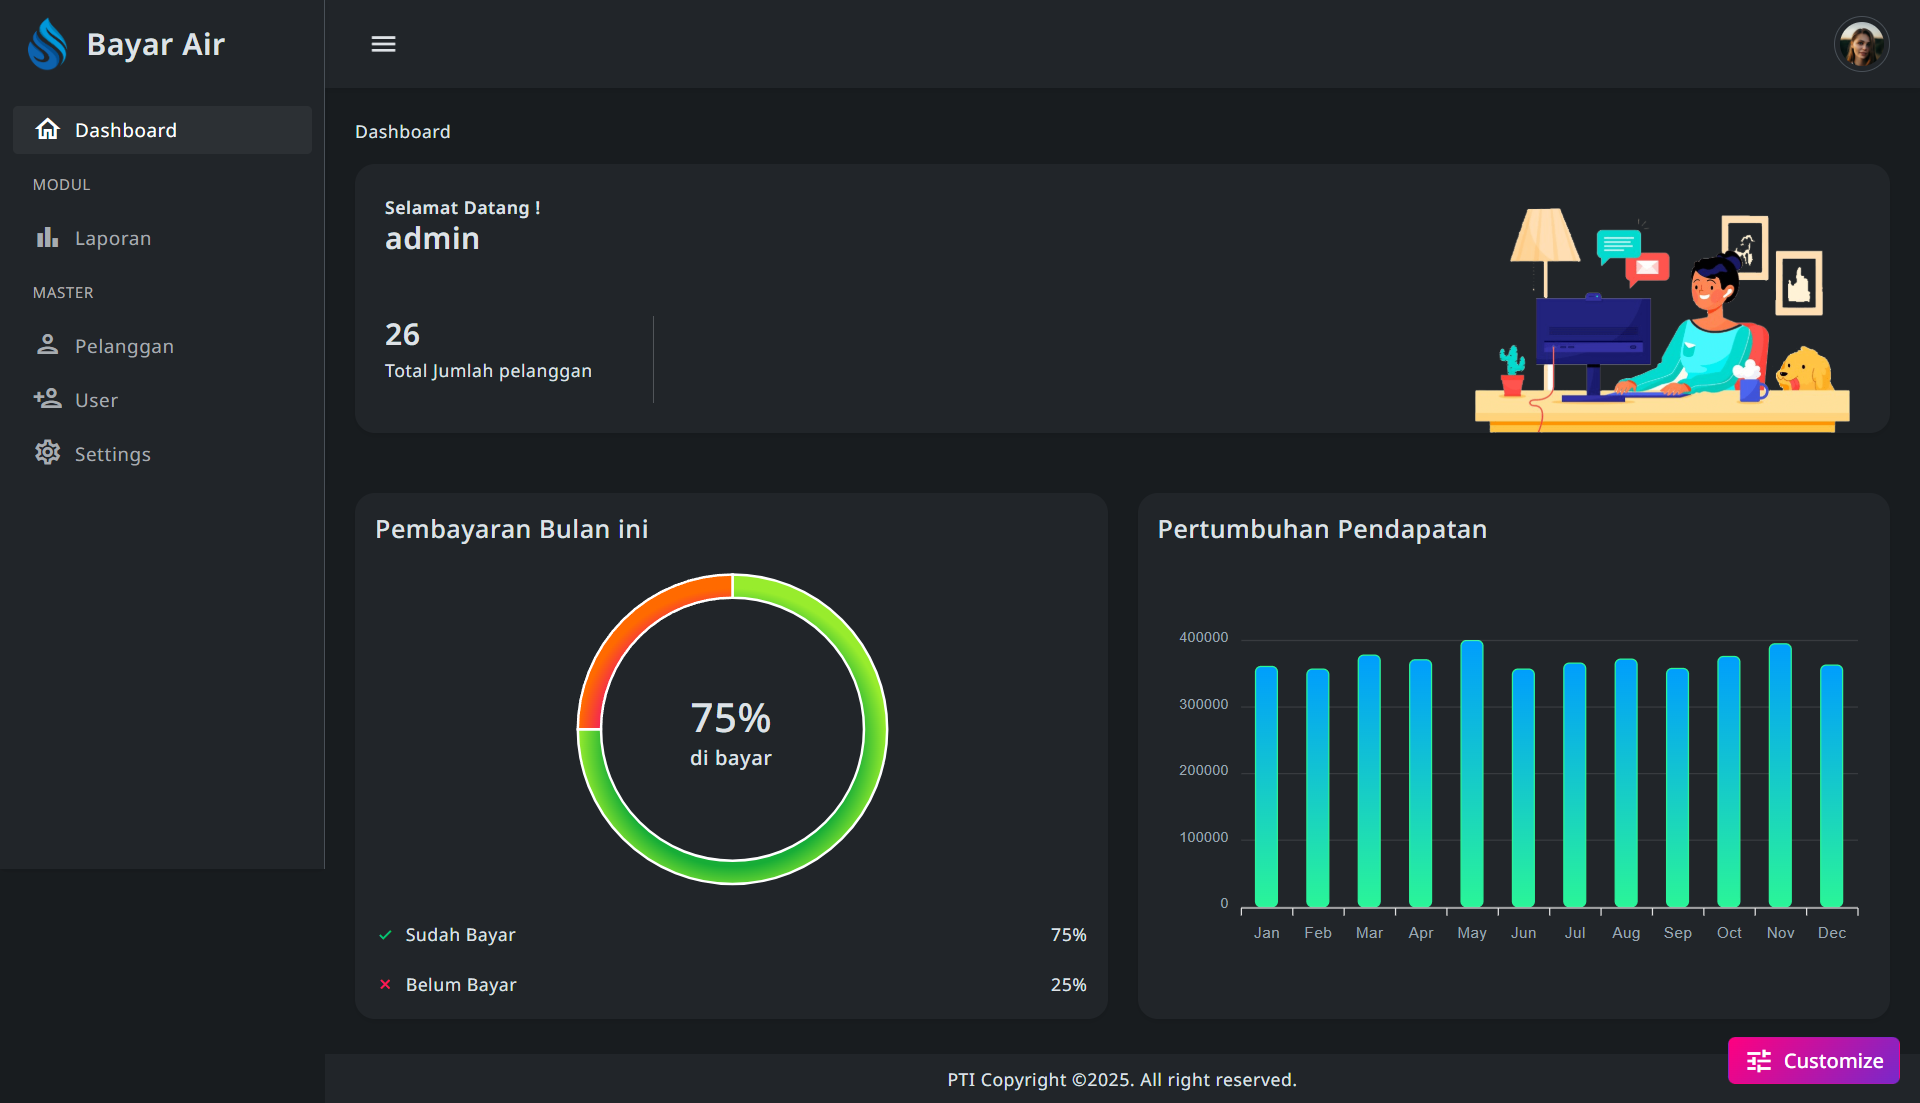 Bayar Air
Dashboard
MODUL
Laporan
MASTER
Pelanggan
User
Settings
Dashboard
Selamat Datang !
admin
26
Total Jumlah pelanggan
Pembayaran Bulan ini
75%
di bayar
Sudah Bayar 75%
Belum Bayar 25%
Pertumbuhan Pendapatan
400000
300000
200000
100000
0
Jan Feb Mar Apr May Jun Jul Aug Sep Oct Nov Dec
PTI Copyright ©2025. All right reserved.
Customize